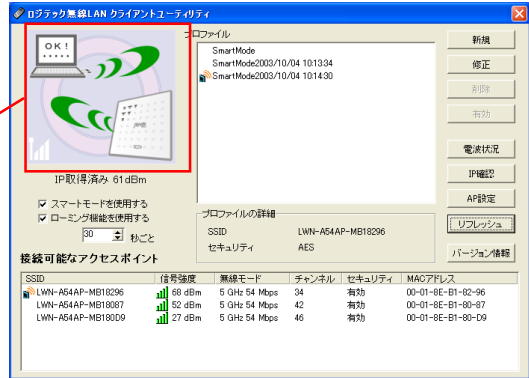 ロジテック無線LAN クライアントユーティリティ
OK!
IP取得済み 61dBm
スマートモードを使用する
ローミング機能を使用する
30 秒ごと
プロファイル
SmartMode
SmartMode2003/10/04 10:13:34
SmartMode2003/10/04 10:14:30
プロファイルの詳細
SSID LWN-A54AP-MB18296
セキュリティ AES
新規
修正
削除
有効
電波状況
IP確認
AP設定
リフレッシュ
バージョン情報
接続可能なアクセスポイント
SSID 信号強度 無線モード チャンネル セキュリティ MACアドレス
LWN-A54AP-MB18296 68 dBm 5 GHz 54 Mbps 34 有効 00-01-8E-B1-82-96
LWN-A54AP-MB18087 52 dBm 5 GHz 54 Mbps 42 有効 00-01-8E-B1-80-87
LWN-A54AP-MB180D9 27 dBm 5 GHz 54 Mbps 46 有効 00-01-8E-B1-80-D9